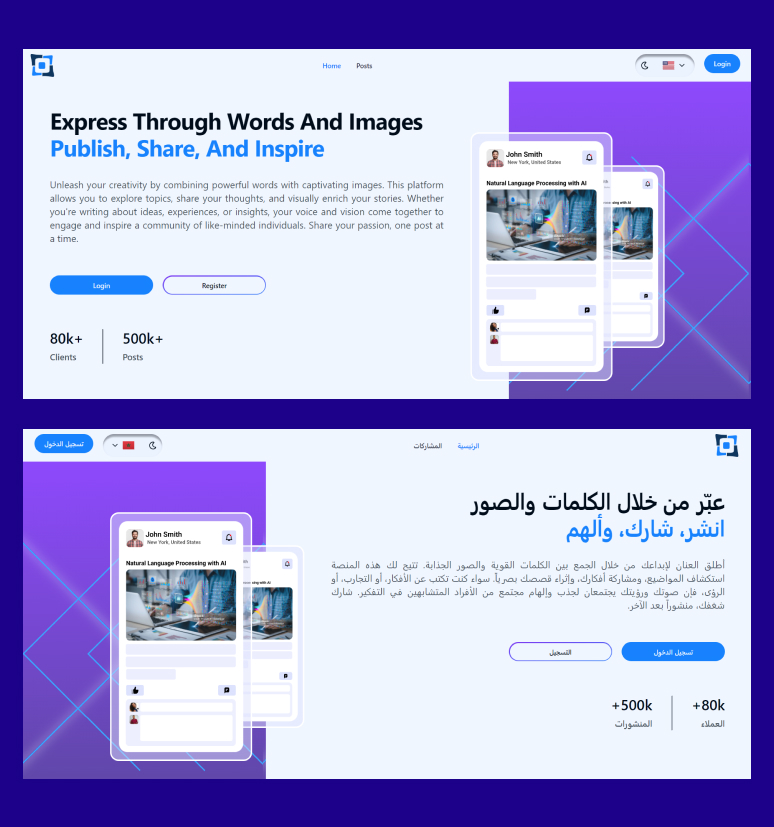 Home Posts
Login
Express Through Words And Images
Publish, Share, And Inspire
Unleash your creativity by combining powerful words with captivating images. This platform
allows you to explore topics, share your thoughts, and visually enrich your stories. Whether
you're writing about ideas, experiences, or insights, your voice and vision come together to
engage and inspire a community of like-minded individuals. Share your passion, one post at
a time.
Login
Register
80k+
Clients
500k+
Posts
John Smith
New York, United States
Natural Language Processing with AI
الرئيسية المشاركات
تسجيل الدخول
عبّر من خلال الكلمات والصور
انشر، شارك، وألهم
أطلق العنان لإبداعك من خلال الجمع بين الكلمات القوية والصور الجذابة. تتيح لك هذه المنصة
استكشاف المواضيع، ومشاركة أفكارك، وإثراء قصصك بصرياً. سواء كنت تكتب عن الأفكار، أو التجارب، أو
الرؤى، فإن صوتك ورؤيتك يجتمعان لجذب وإلهام مجتمع من الأفراد المتشابهين في التفكير. شارك
شغفك، منشوراً بعد الآخر.
تسجيل الدخول
التسجيل
+80k
العملاء
+500k
المنشورات
John Smith
New York, United States
Natural Language Processing with AI